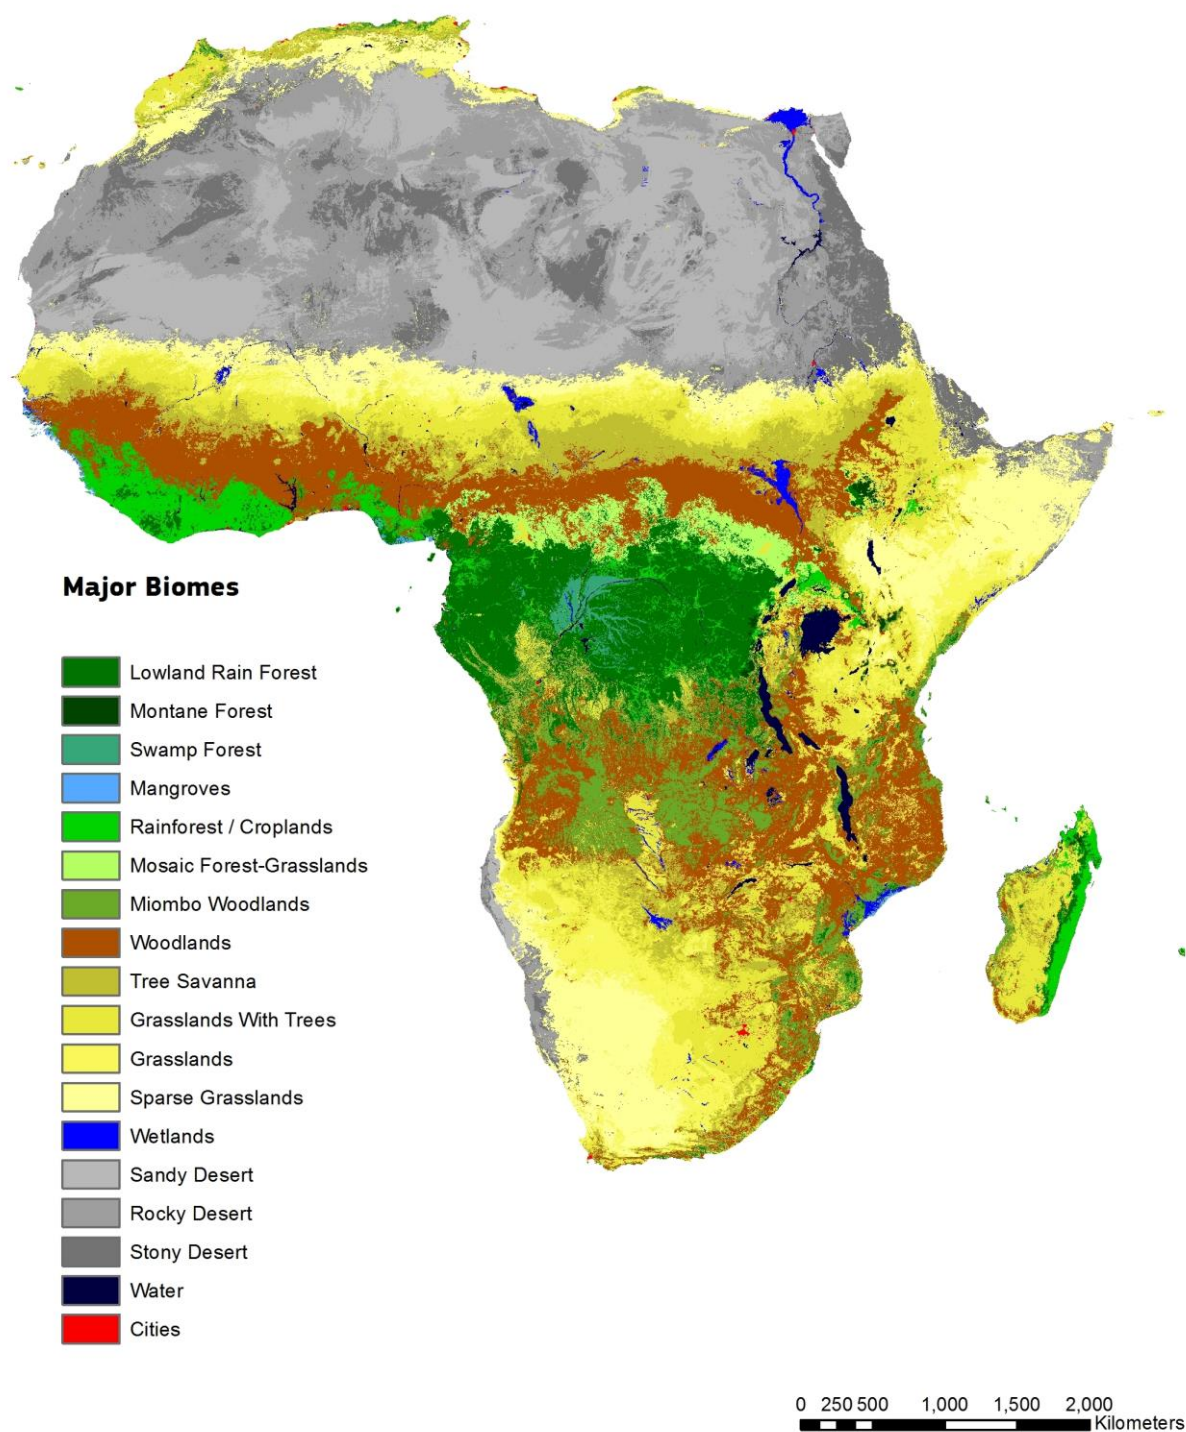 Major Biomes
Lowland Rain Forest
Montane Forest
Swamp Forest
Mangroves
Rainforest / Croplands
Mosaic Forest-Grasslands
Miombo Woodlands
Woodlands
Tree Savanna
Grasslands With Trees
Grasslands
Sparse Grasslands
Wetlands
Sandy Desert
Rocky Desert
Stony Desert
Water
Cities
0 250 500 1,000 1,500 2,000
Kilometers